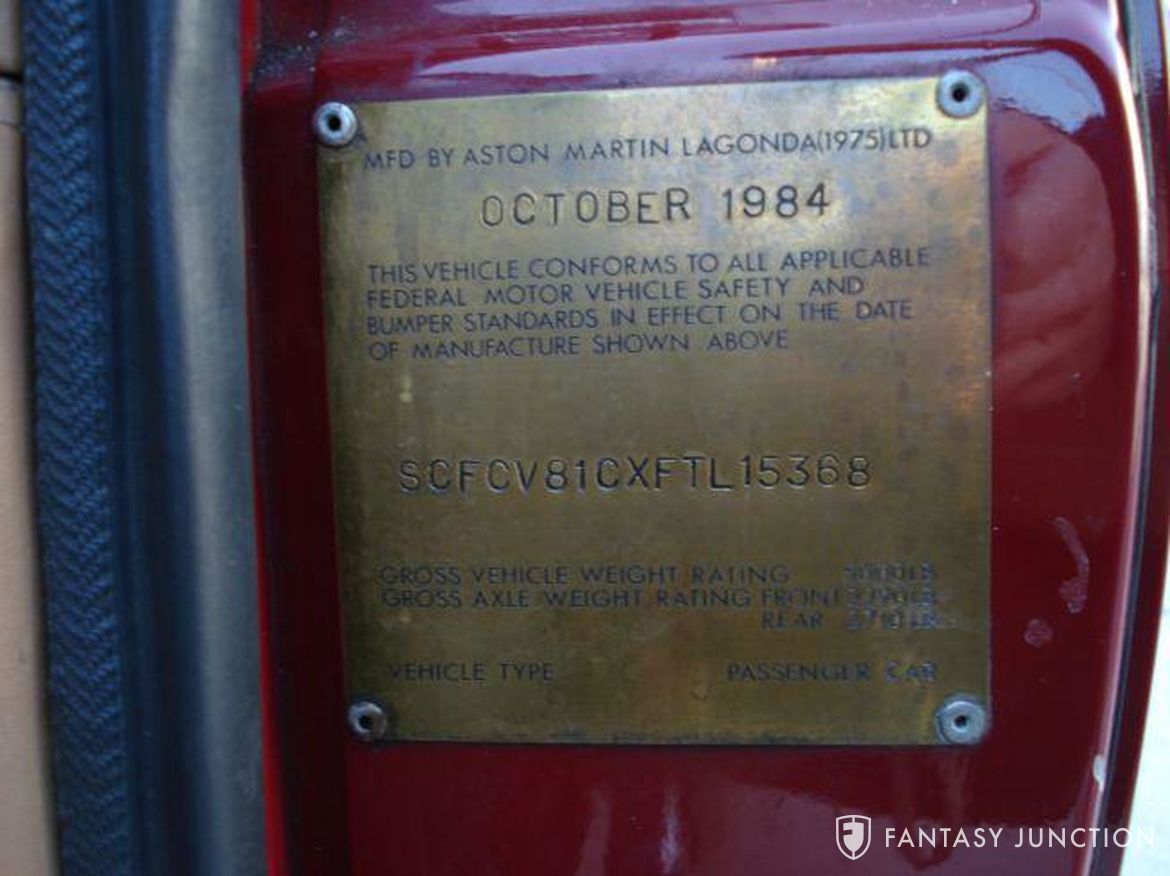 MFD BY ASTON MARTIN LAGONDA(1975)LTD
OCTOBER 1984
THIS VEHICLE CONFORMS TO ALL APPLICABLE
FEDERAL MOTOR VEHICLE SAFETY AND
BUMPER STANDARDS IN EFFECT ON THE DATE
OF MANUFACTURE SHOWN ABOVE
SCFCV81CXFTL15368
GROSS VEHICLE WEIGHT RATING
GROSS AXLE WEIGHT RATING FRONT
REAR
VEHICLE TYPE PASSENGER CAR
FANTASY JUNCTION